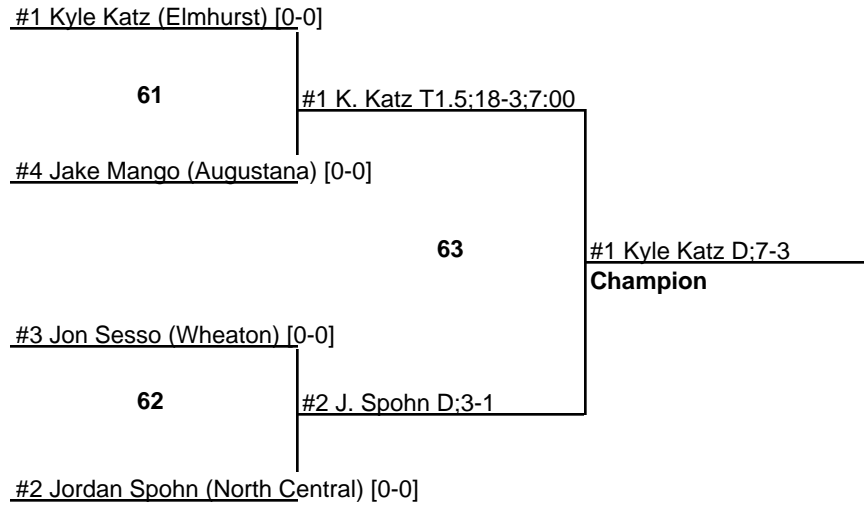 #1 Kyle Katz (Elmhurst) [0-0]
61
#1 K. Katz T1.5;18-3;7:00
#4 Jake Mango (Augustana) [0-0]
63
#1 Kyle Katz D;7-3
Champion
#3 Jon Sesso (Wheaton) [0-0]
62
#2 J. Spohn D;3-1
#2 Jordan Spohn (North Central) [0-0]